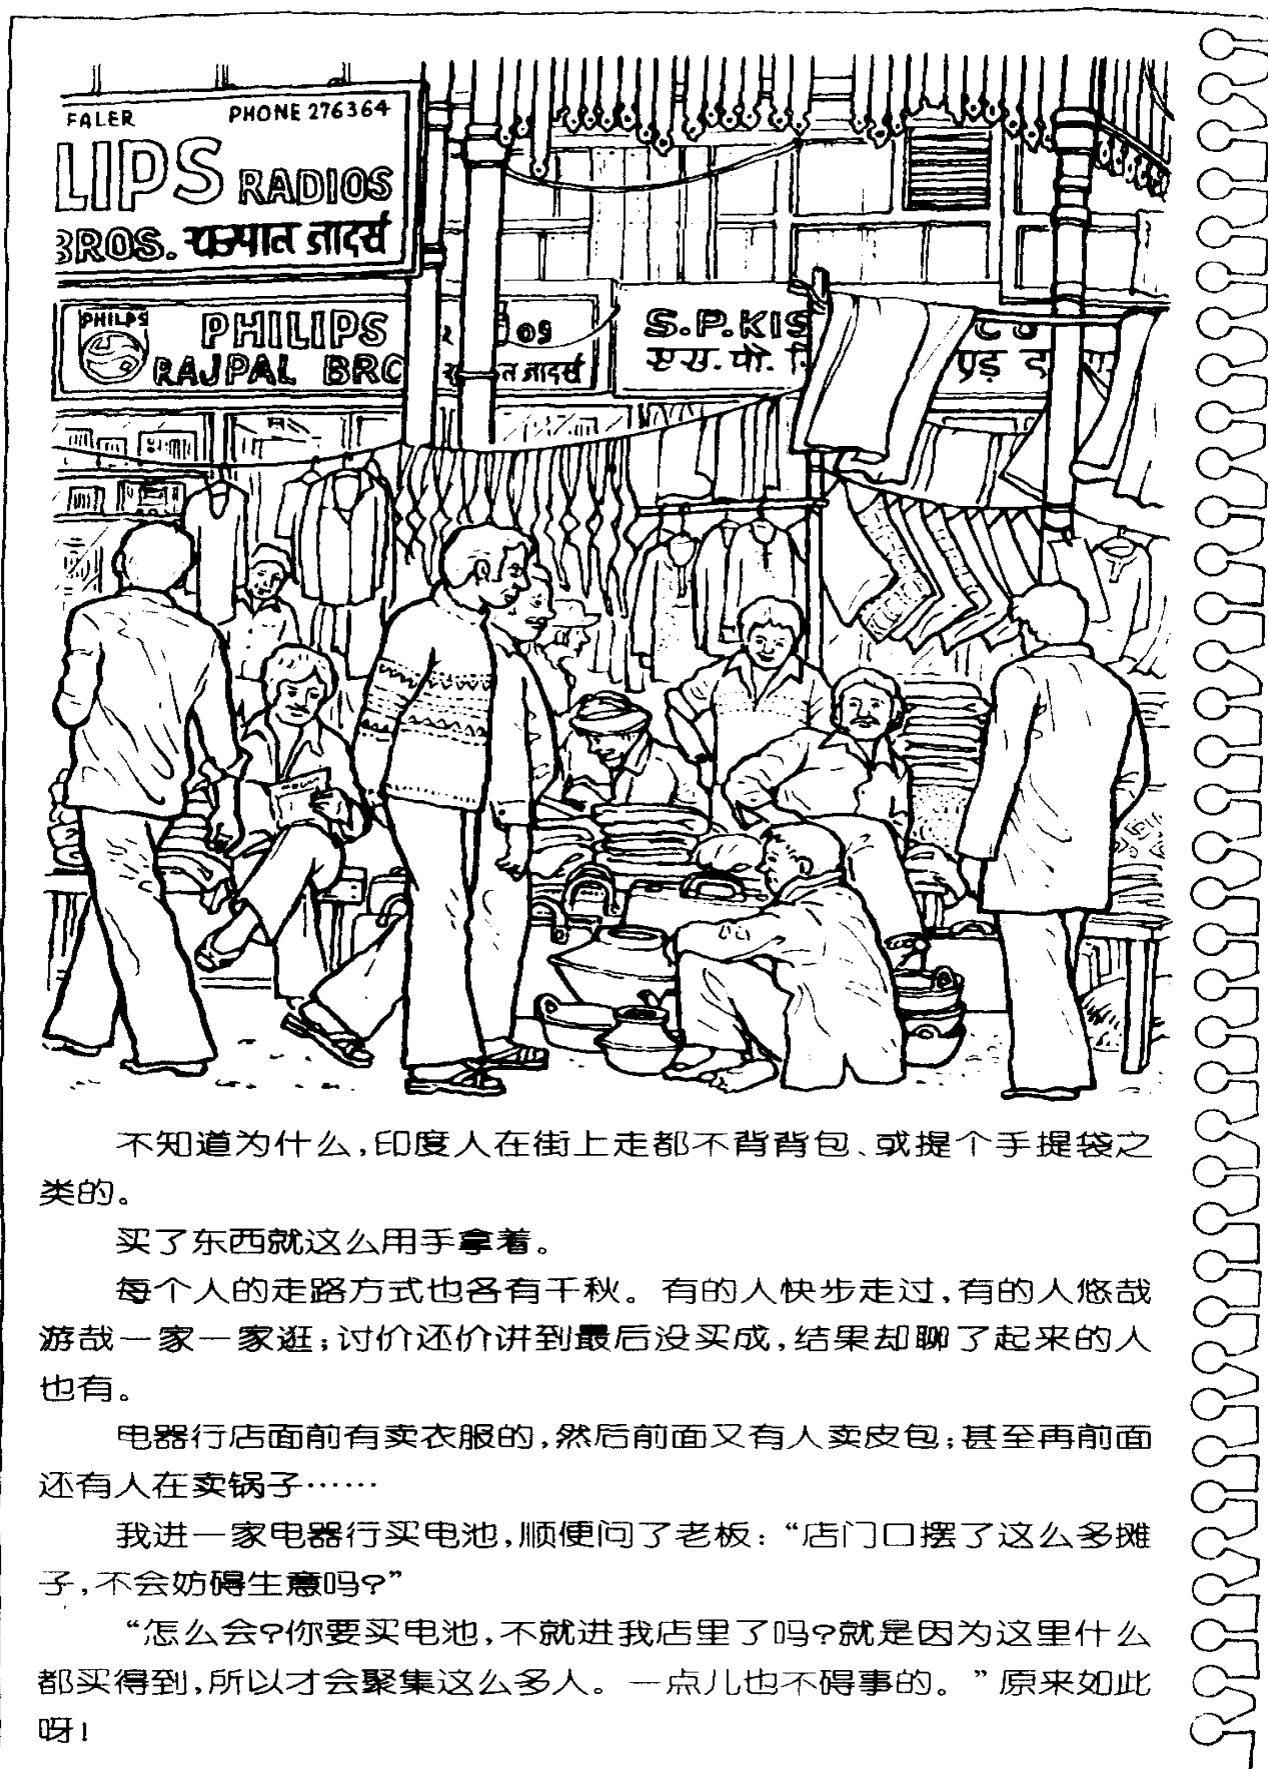 FALER PHONE 276364
LIPS RADIOS
BROS.
PHILIPS
PHILIPS
RAJPAL BRO
09
S.P.KIS
एस.पी.
एण्ड
不知道为什么,印度人在街上走都不背背包、或提个手提袋之
类的。
买了东西就这么用手拿着。
每个人的走路方式也各有千秋。有的人快步走过,有的人悠哉
游哉一家一家逛;讨价还价讲到最后没买成,结果却聊了起来的人
也有。
电器行店面前有卖衣服的,然后前面又有人卖皮包;甚至再前面
还有人在卖锅子……
我进一家电器行买电池,顺便问了老板:“店门口摆了这么多摊
子,不会妨碍生意吗?”
“怎么会?你要买电池,不就进我店里了吗?就是因为这里什么
都买得到,所以才会聚集这么多人。一点儿也不碍事的。”原来如此
呀!